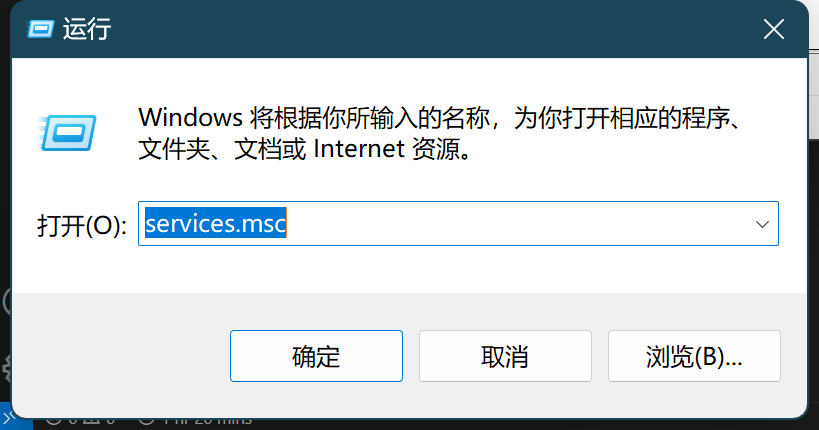 运行
Windows 将根据你所输入的名称，为你打开相应的程序、
文件夹、文档或 Internet 资源。
打开(O):
services.msc
确定
取消
浏览(B)...